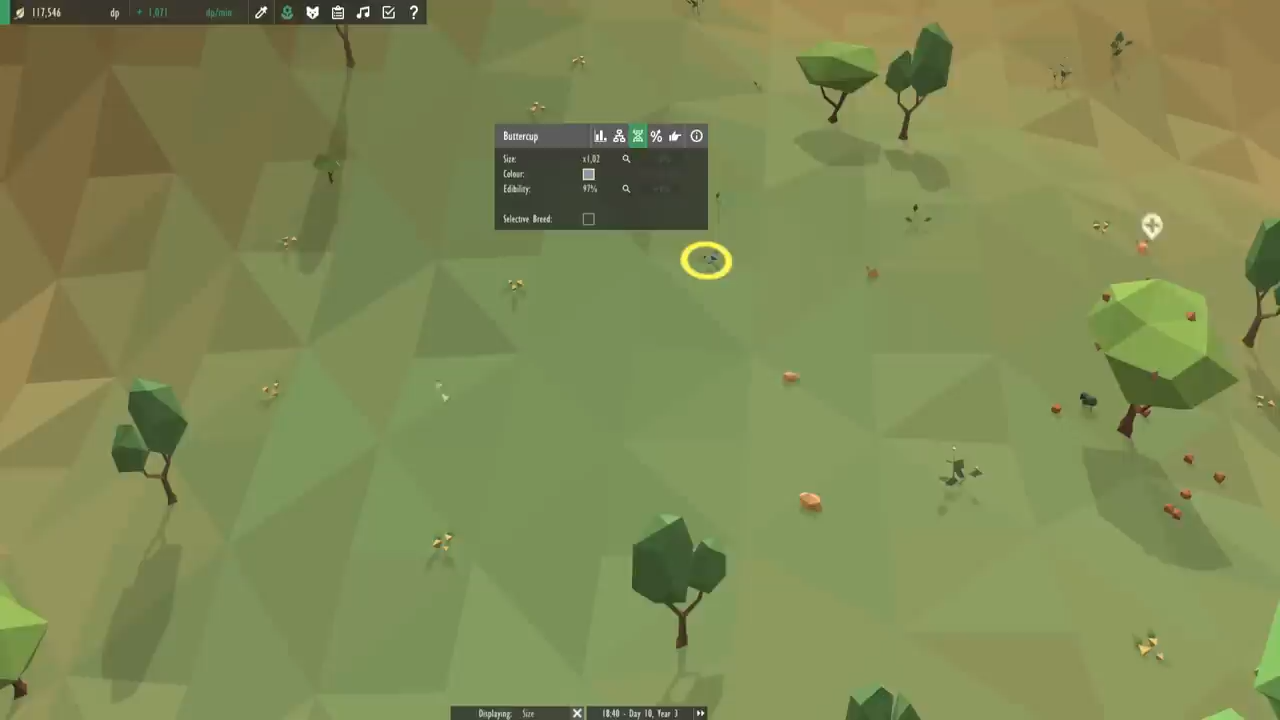 117,546 dp + 1,071 dp/min ?
Buttercup %
Size: x1,02
Colour:
Edibility: 97%
Selective Breed:
Displaying: Size 18:40 - Day 10, Year 3